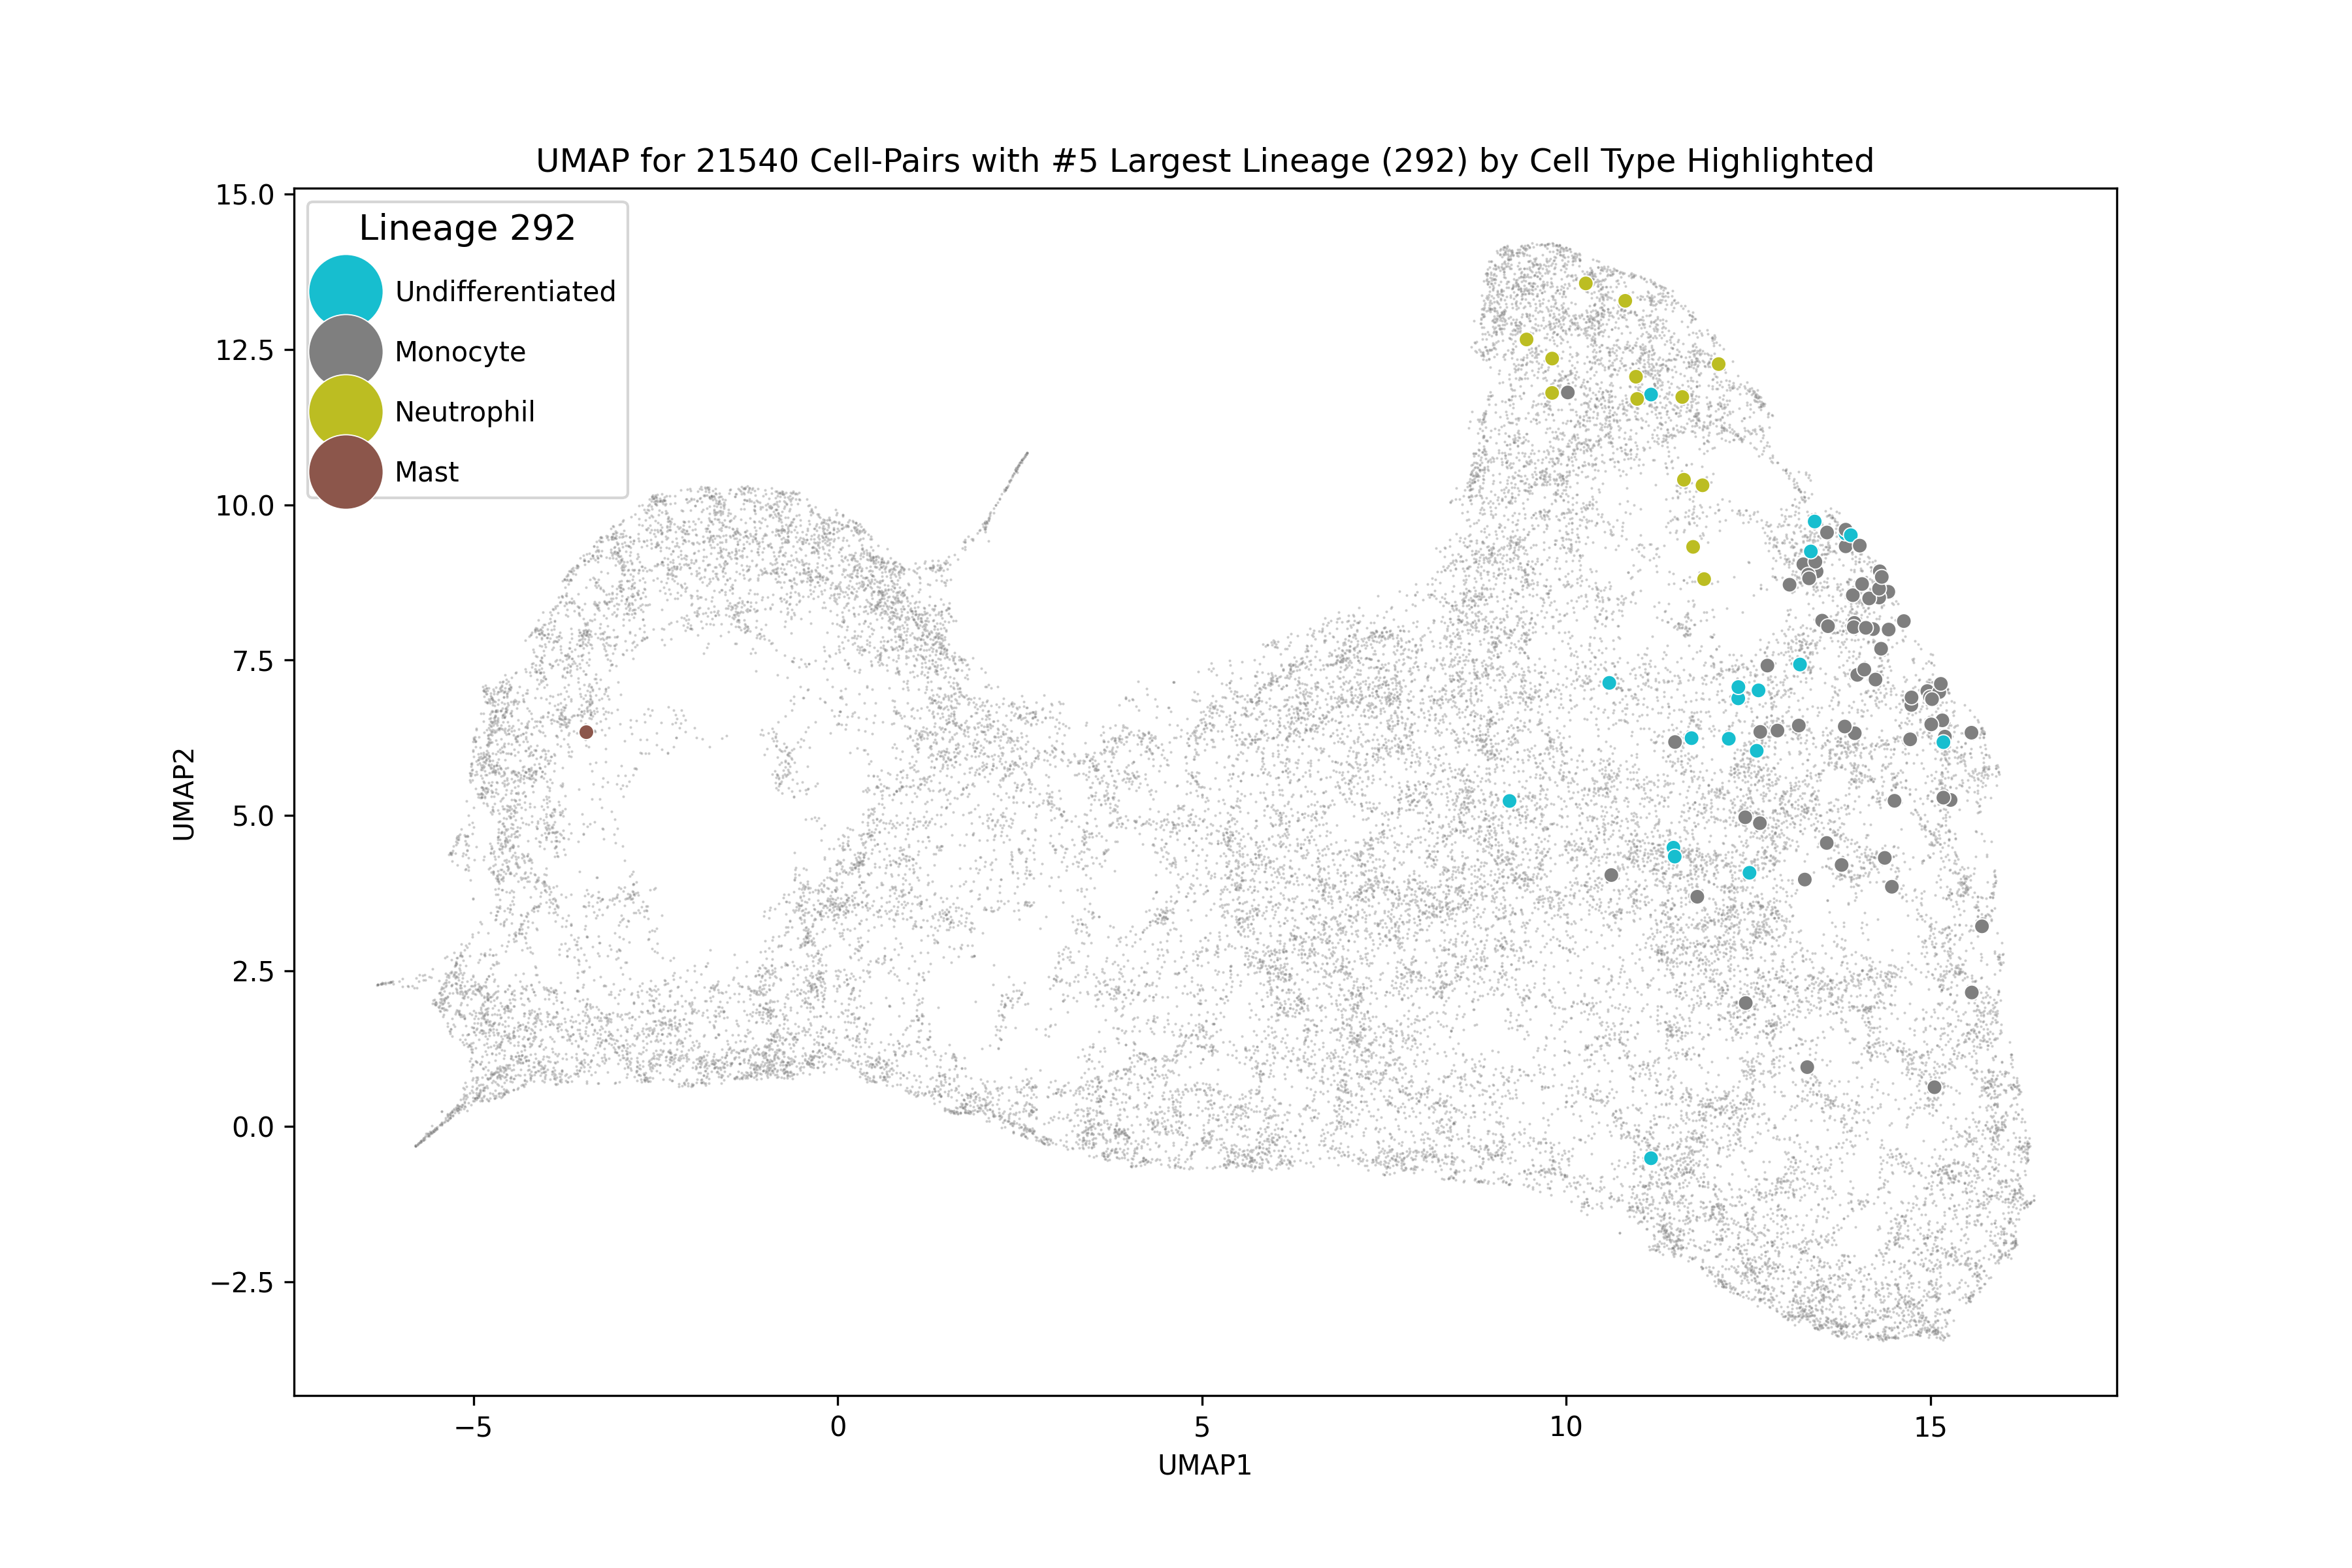 UMAP for 21540 Cell-Pairs with #5 Largest Lineage (292) by Cell Type Highlighted
Lineage 292
Undifferentiated
Monocyte
Neutrophil
Mast
15.0
12.5
10.0
7.5
5.0
2.5
0.0
−2.5
UMAP2
−5
0
5
10
15
UMAP1